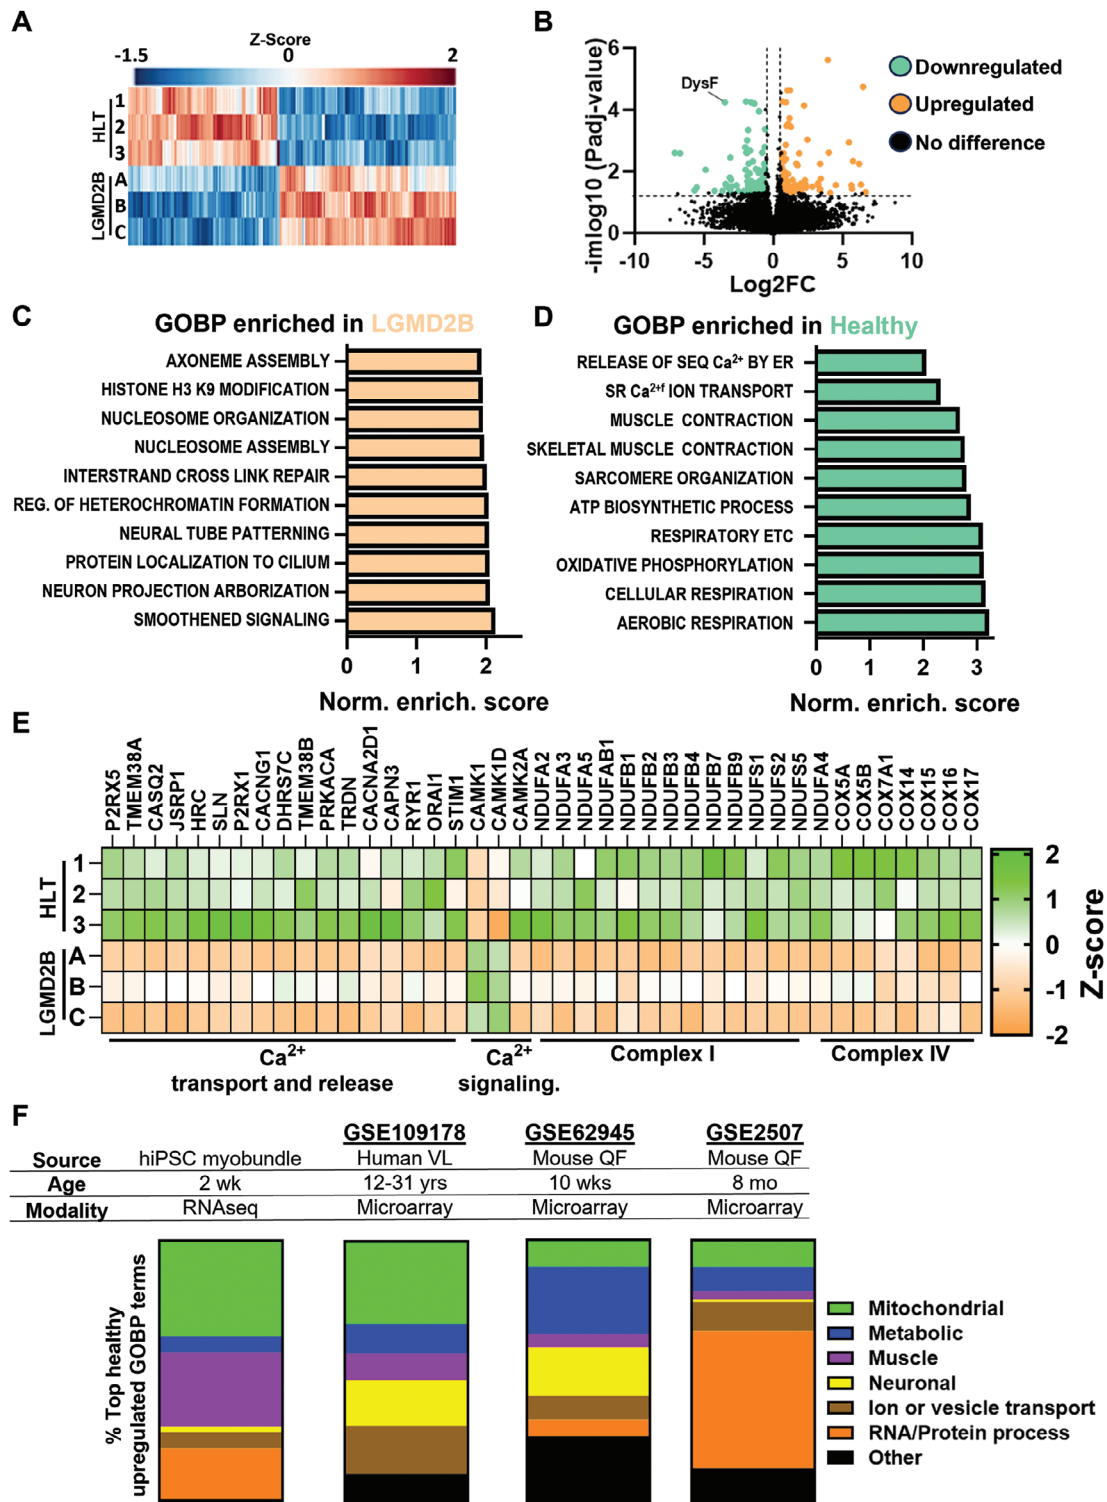 A
Z-Score
-1.5 0 2
HLT
1
2
3
LGMD2B
A
B
C
B
-imlog10 (Padj-value)
6
4
2
0
DysF
-10 -5 0 5 10
Log2FC
Downregulated
Upregulated
No difference
C
GOBP enriched in LGMD2B
AXONEME ASSEMBLY
HISTONE H3 K9 MODIFICATION
NUCLEOSOME ORGANIZATION
NUCLEOSOME ASSEMBLY
INTERSTRAND CROSS LINK REPAIR
REG. OF HETEROCHROMATIN FORMATION
NEURAL TUBE PATTERNING
PROTEIN LOCALIZATION TO CILIUM
NEURON PROJECTION ARBORIZATION
SMOOTHENED SIGNALING
0 1 2
Norm. enrich. score
D
GOBP enriched in Healthy
RELEASE OF SEQ Ca²⁺ BY ER
SR Ca²⁺ᶠ ION TRANSPORT
MUSCLE CONTRACTION
SKELETAL MUSCLE CONTRACTION
SARCOMERE ORGANIZATION
ATP BIOSYNTHETIC PROCESS
RESPIRATORY ETC
OXIDATIVE PHOSPHORYLATION
CELLULAR RESPIRATION
AEROBIC RESPIRATION
0 1 2 3
Norm. enrich. score
E
P2RX5
TMEM38A
CASQ2
JSRP1
HRC
SLN
P2RX1
CACNG1
DHRS7C
TMEM38B
PRKACA
TRDN
CACNA2D1
CAPN3
RYR1
ORAI1
STIM1
CAMK1
CAMK1D
CAMK2A
NDUFA2
NDUFA3
NDUFA5
NDUFAB1
NDUFB1
NDUFB2
NDUFB3
NDUFB4
NDUFB7
NDUFB9
NDUFS1
NDUFS2
NDUFS5
NDUFA4
COX5A
COX5B
COX7A1
COX14
COX15
COX16
COX17
HLT
1
2
3
LGMD2B
A
B
C
2
1
0
-1
-2
Z-score
Ca²⁺
transport and release
Ca²⁺
signaling.
Complex I
Complex IV
F
GSE109178 GSE62945 GSE2507
Source hiPSC myobundle Human VL Mouse QF Mouse QF
Age 2 wk 12-31 yrs 10 wks 8 mo
Modality RNAseq Microarray Microarray Microarray
% Top healthy
upregulated GOBP terms
Mitochondrial
Metabolic
Muscle
Neuronal
Ion or vesicle transport
RNA/Protein process
Other